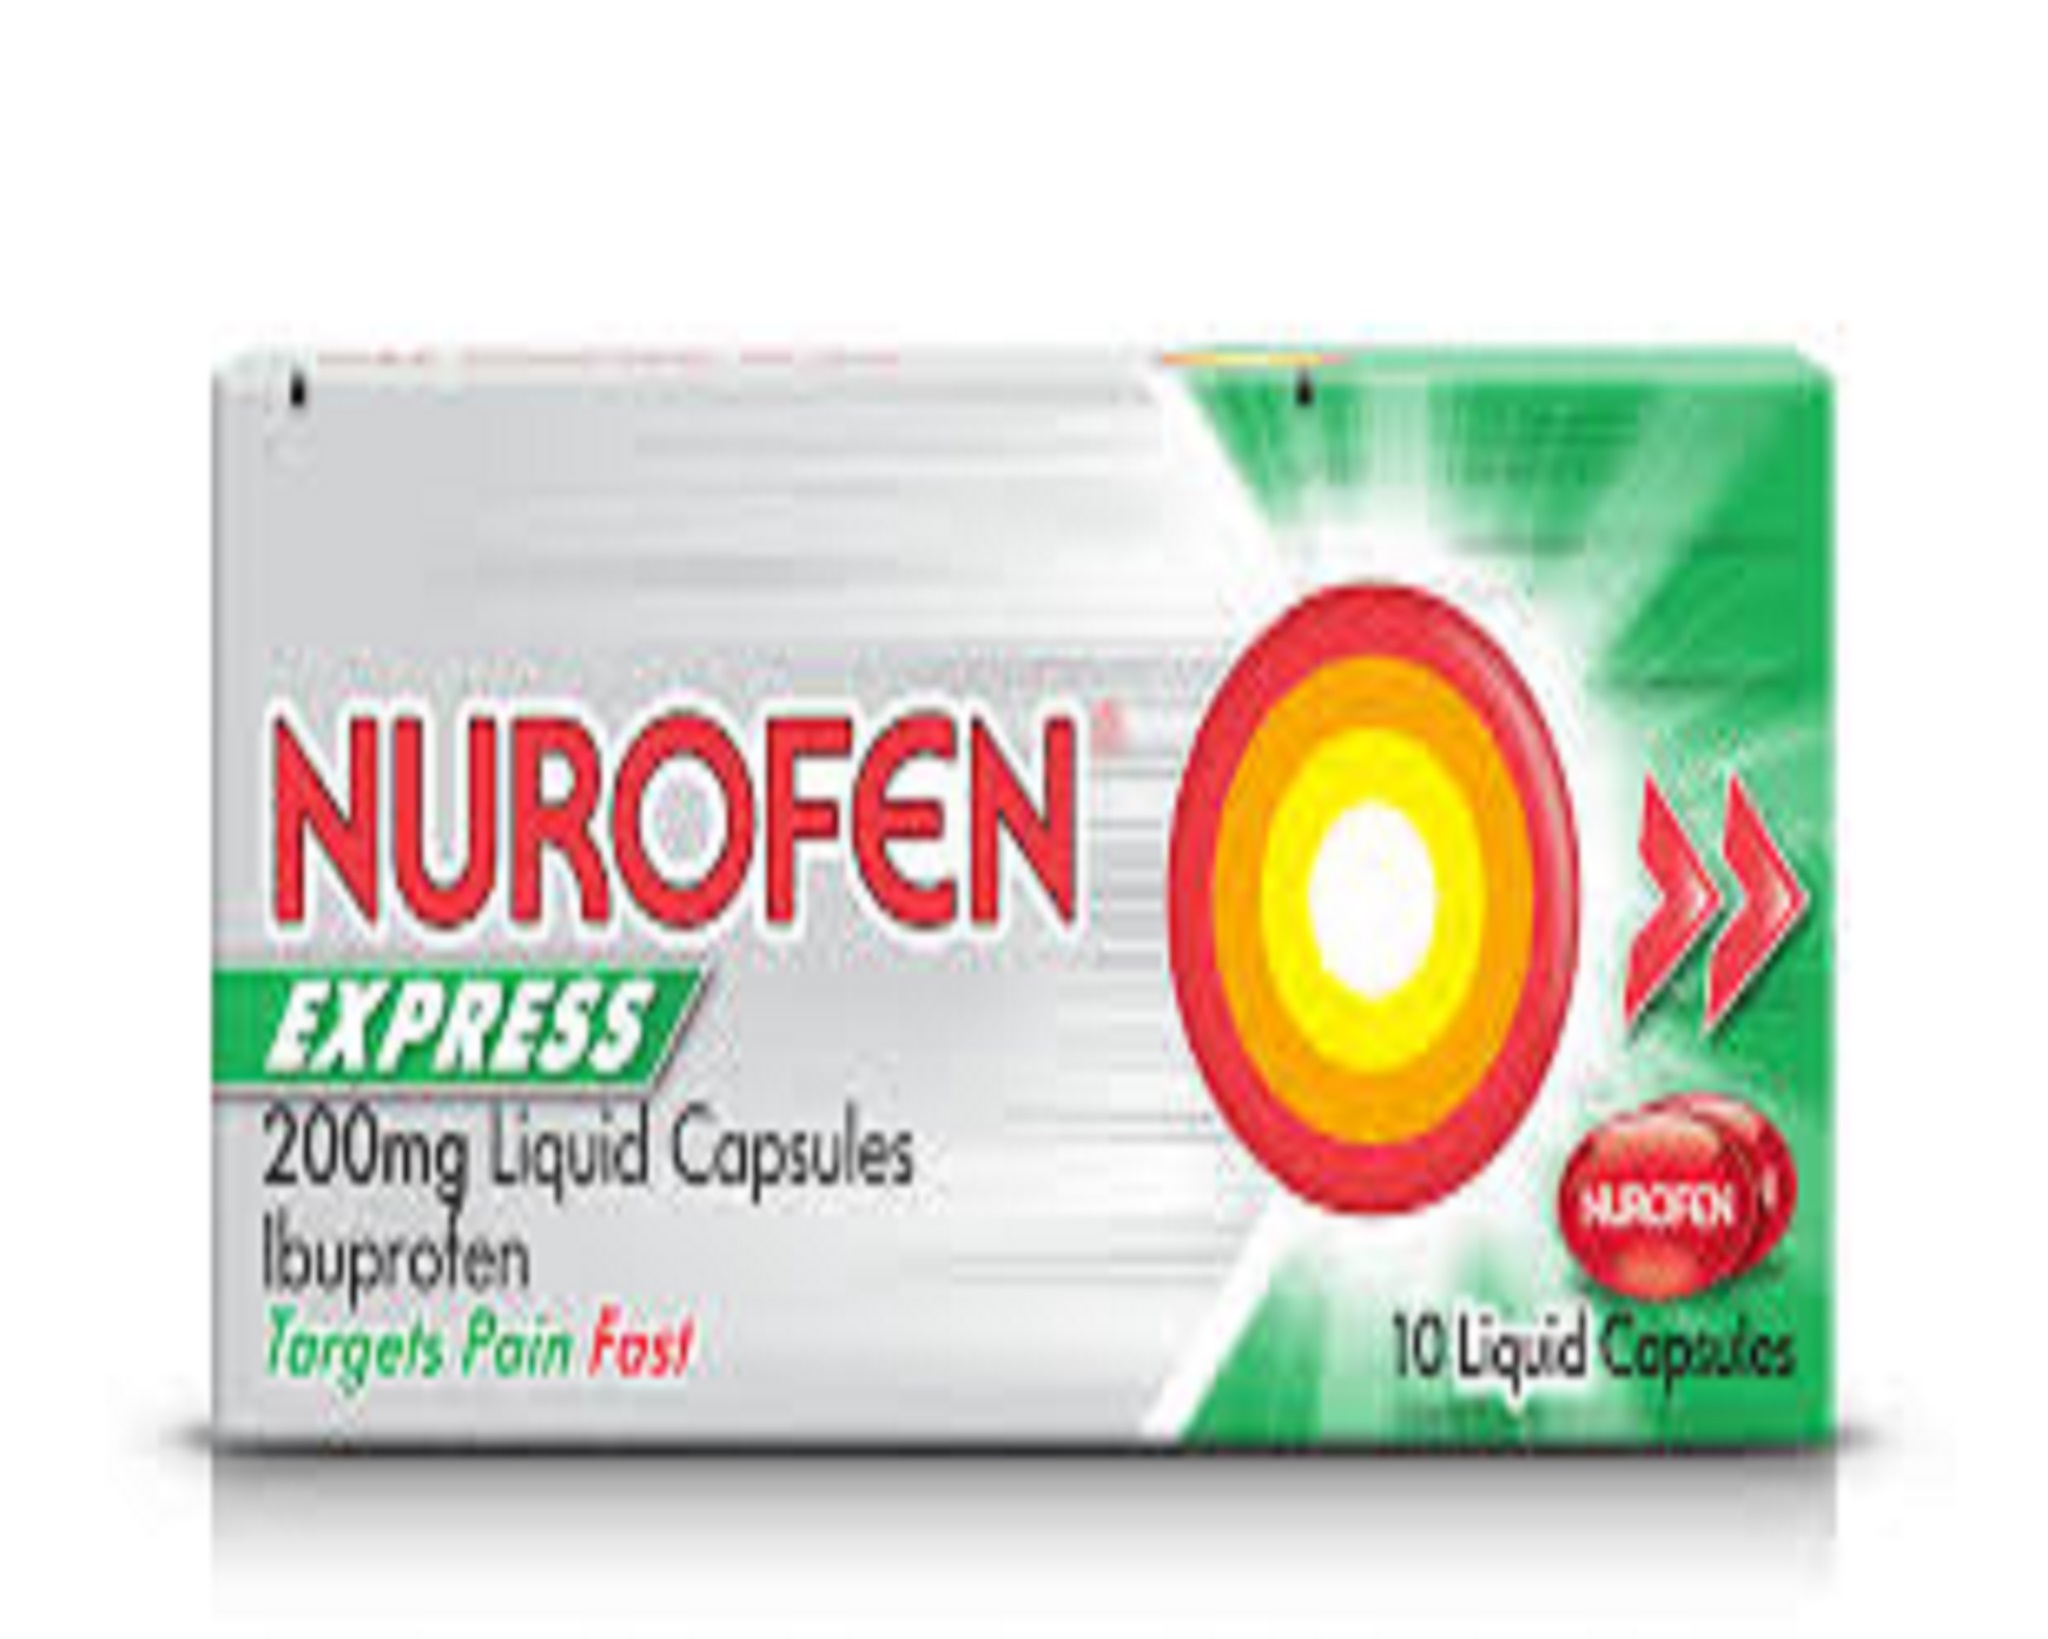 NUROFEN
EXPRESS
200mg Liquid Capsules
Ibuprofen
Targets Pain Fast
NUROFEN
10 Liquid Capsules